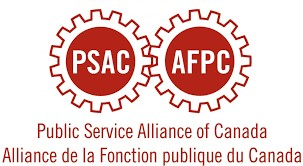 PSAC AFPC
Public Service Alliance of Canada
Alliance de la Fonction publique du Canada